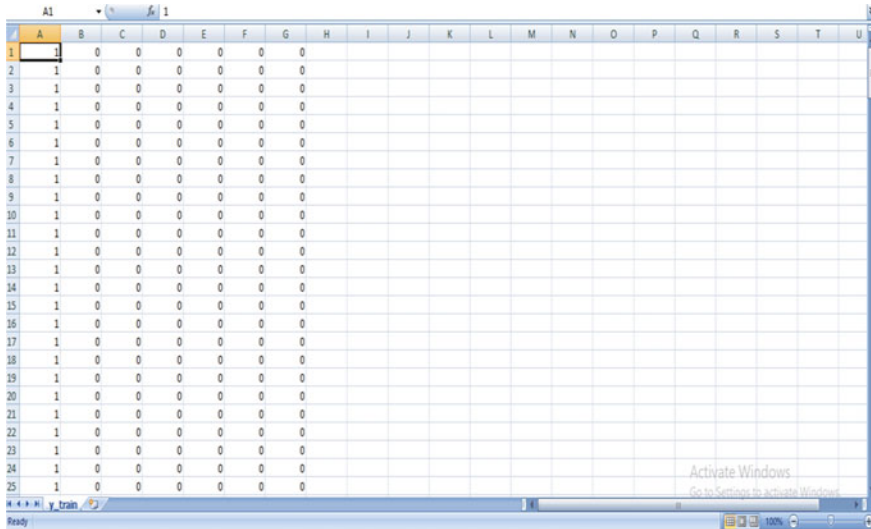 A1 fx 1
A B C D E F G H I J K L M N O P Q R S T U
1 1 0 0 0 0 0 0
2 1 0 0 0 0 0 0
3 1 0 0 0 0 0 0
4 1 0 0 0 0 0 0
5 1 0 0 0 0 0 0
6 1 0 0 0 0 0 0
7 1 0 0 0 0 0 0
8 1 0 0 0 0 0 0
9 1 0 0 0 0 0 0
10 1 0 0 0 0 0 0
11 1 0 0 0 0 0 0
12 1 0 0 0 0 0 0
13 1 0 0 0 0 0 0
14 1 0 0 0 0 0 0
15 1 0 0 0 0 0 0
16 1 0 0 0 0 0 0
17 1 0 0 0 0 0 0
18 1 0 0 0 0 0 0
19 1 0 0 0 0 0 0
20 1 0 0 0 0 0 0
21 1 0 0 0 0 0 0
22 1 0 0 0 0 0 0
23 1 0 0 0 0 0 0
24 1 0 0 0 0 0 0 Activate Windows
25 1 0 0 0 0 0 0 Go to Settings to activate Windows.
y_train
Ready 100%